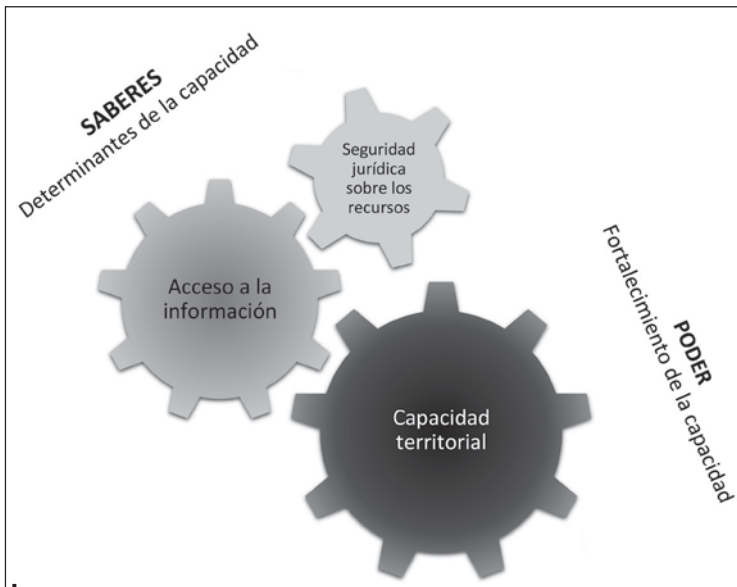 SABERES
Determinantes de la capacidad
Seguridad
jurídica
sobre los
recursos
Acceso a la
información
Capacidad
territorial
PODER
Fortalecimiento de la capacidad